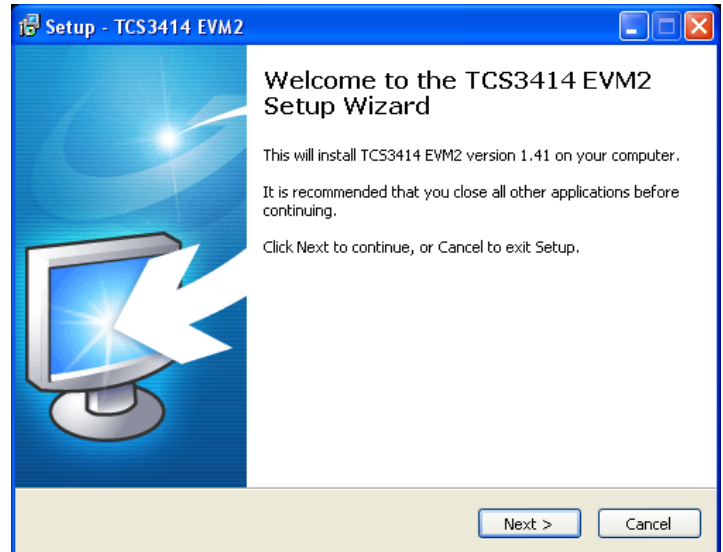 Setup - TCS3414 EVM2
Welcome to the TCS3414 EVM2
Setup Wizard
This will install TCS3414 EVM2 version 1.41 on your computer.
It is recommended that you close all other applications before
continuing.
Click Next to continue, or Cancel to exit Setup.
Next >
Cancel